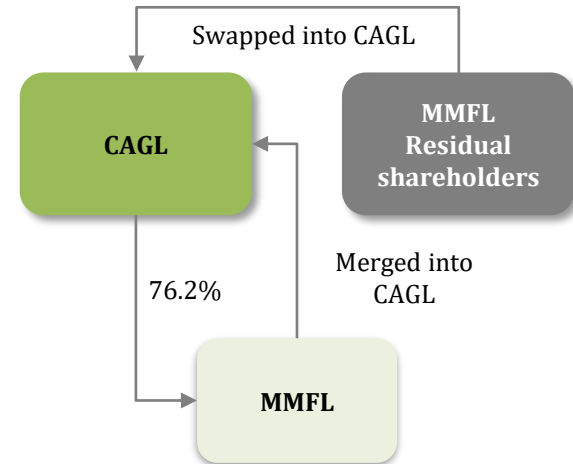 Swapped into CAGL
CAGL
MMFL
Residual
shareholders
76.2%
Merged into
CAGL
MMFL